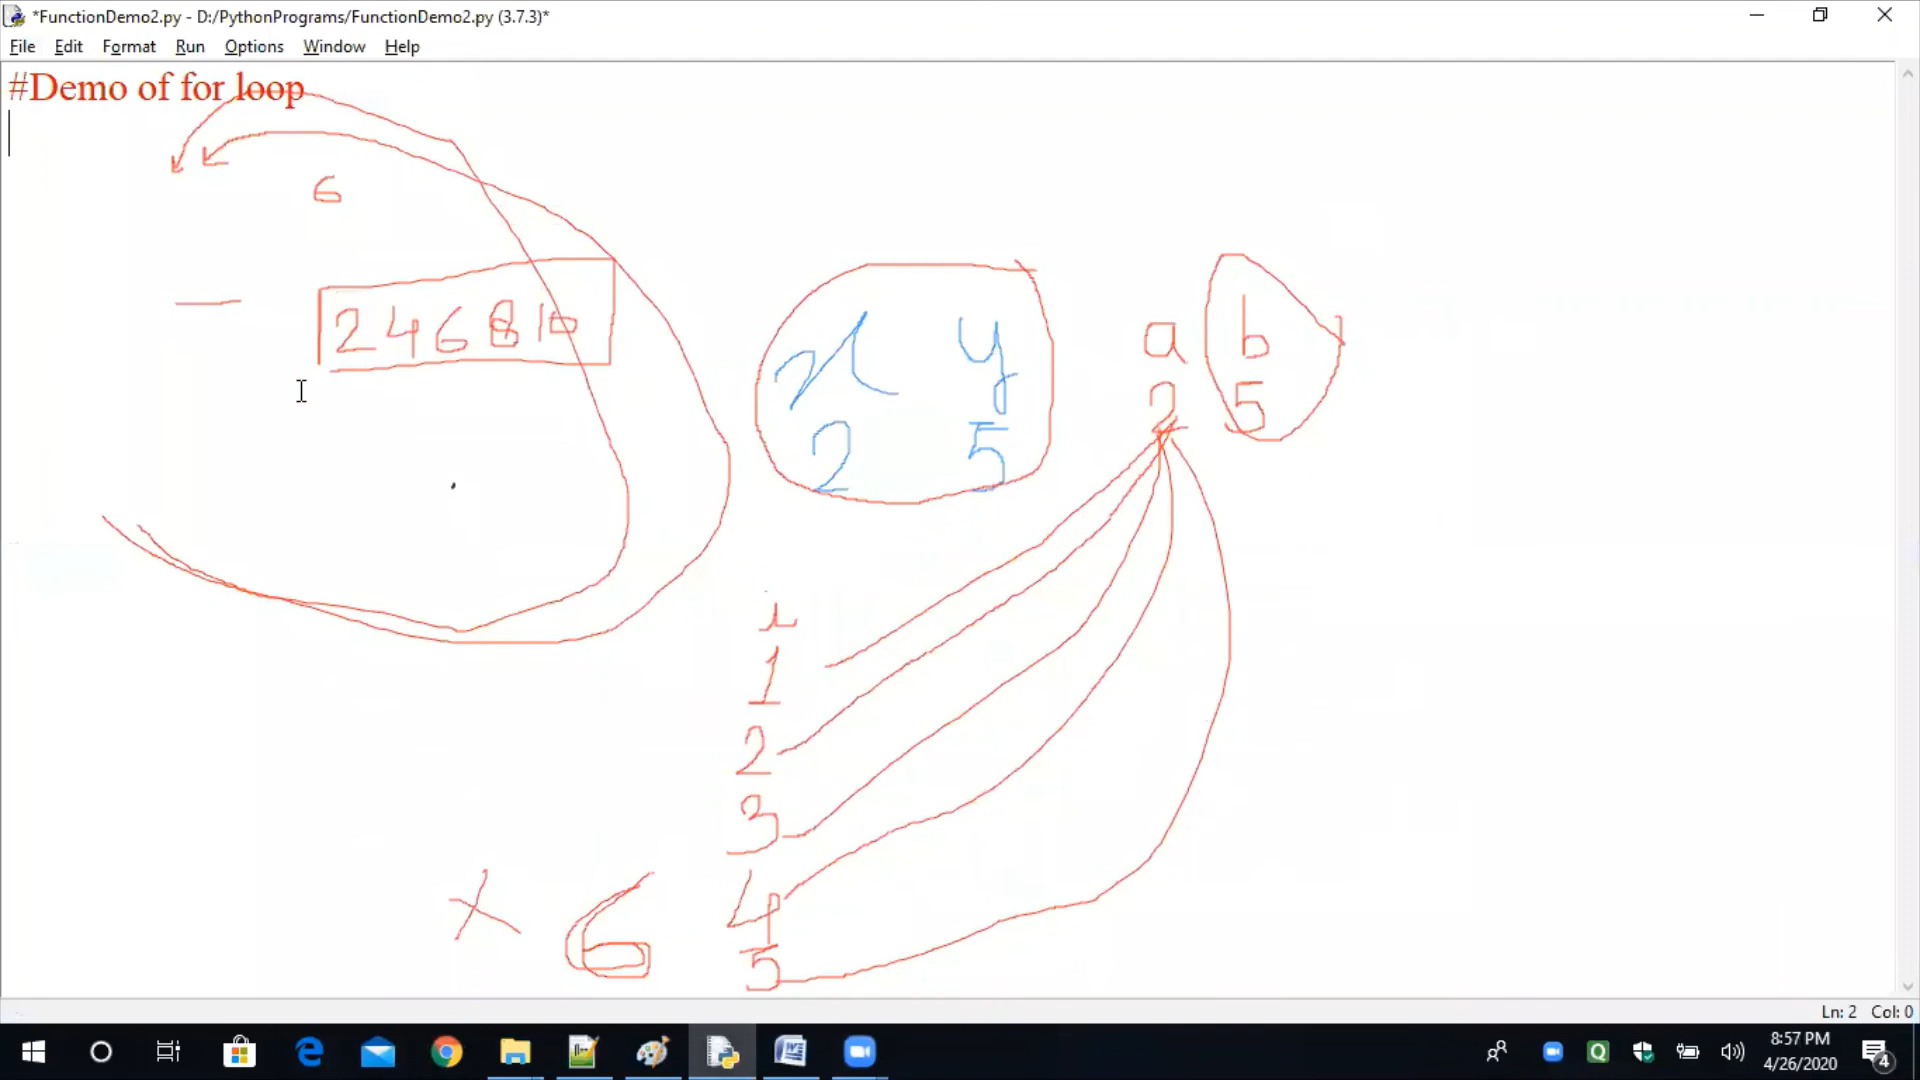 *FunctionDemo2.py - D:/PythonPrograms/FunctionDemo2.py (3.7.3)*
File Edit Format Run Options Window Help
#Demo of for loop
6
2 4 6 8 10
x y
2 5
a b
2 5
i
1
2
3
4
x 6
5
Ln: 2 Col: 0
8:57 PM
4/26/2020
4